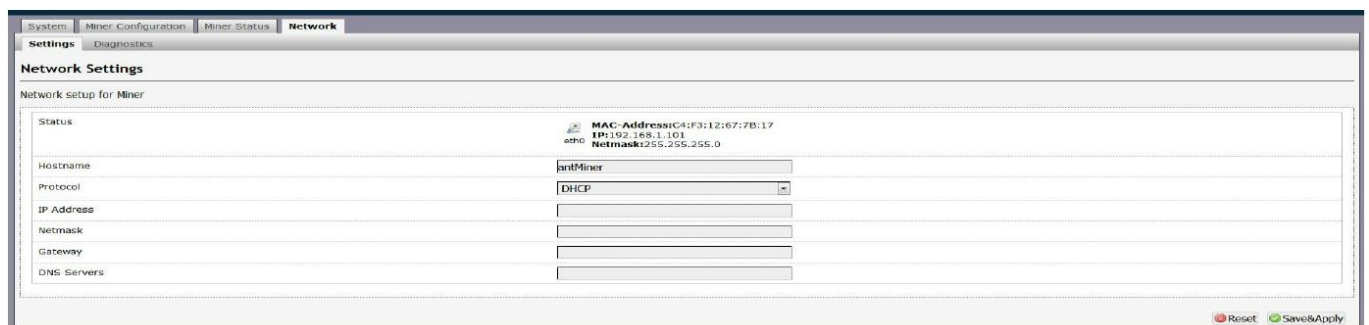 System Miner Configuration Miner Status Network
Settings Diagnostics
Network Settings
Network setup for Miner
Status
MAC-Address:C4:F3:12:67:7B:17
eth0 IP:192.168.1.101
Netmask:255.255.255.0
Hostname antMiner
Protocol DHCP
IP Address
Netmask
Gateway
DNS Servers
Reset Save&Apply